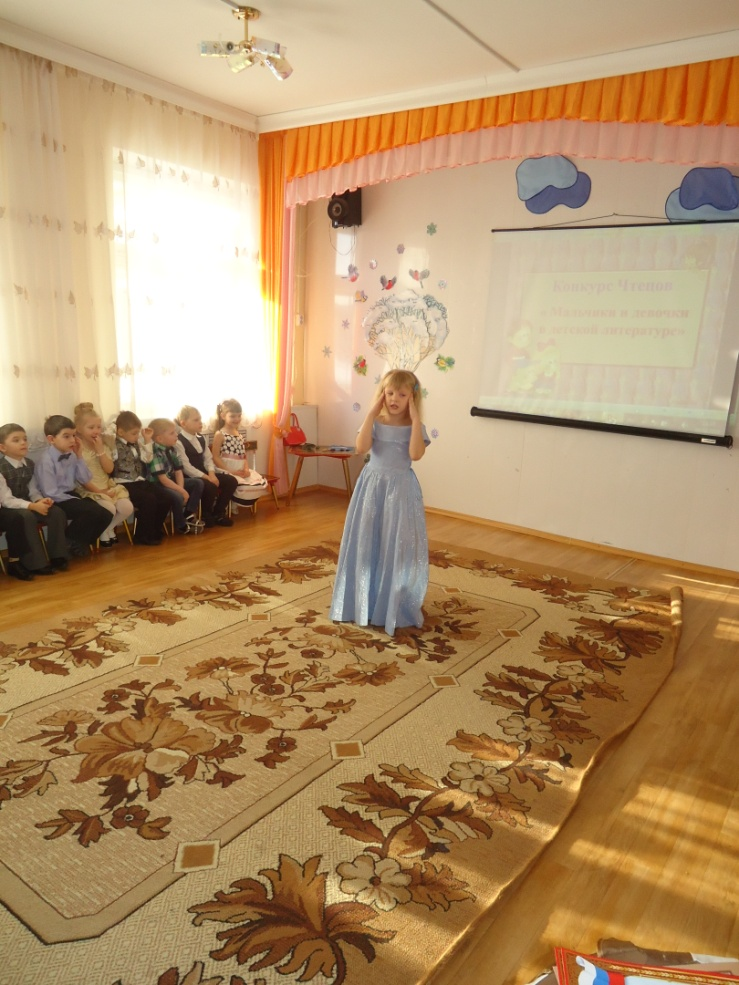 Конкурс Чтецов
«Мальчики и девочки
в детской литературе»